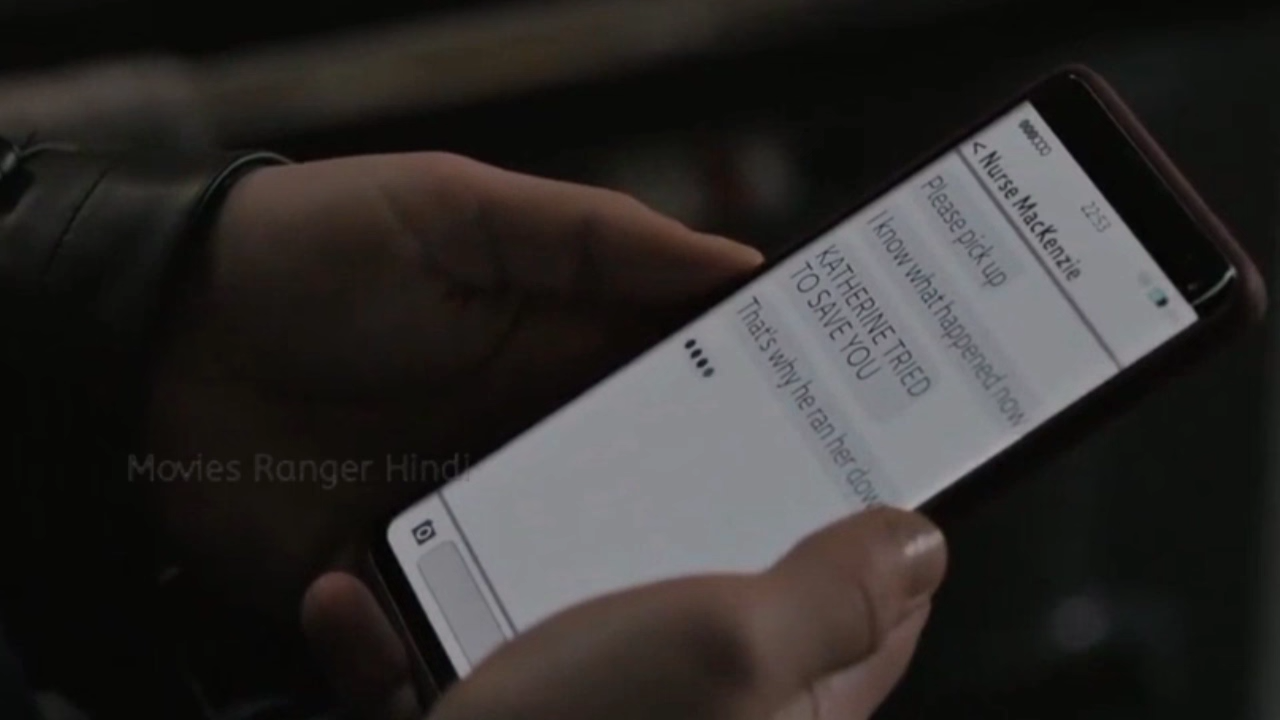 22:53
< Nurse MacKenzie
Please pick up
I know what happened now
KATHERINE TRIED
TO SAVE YOU
That's why he ran her down
Movies Ranger Hindi